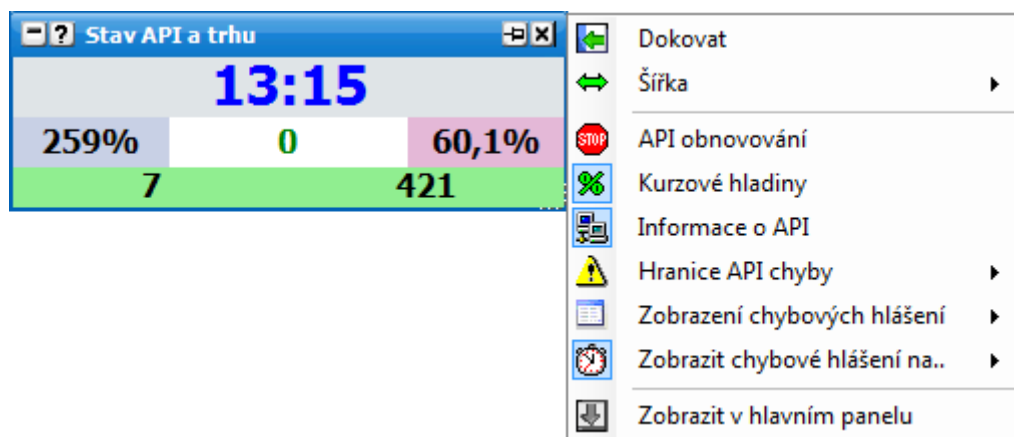 Stav API a trhu
13:15
259% 0 60,1%
7 421
Dokovat
Šířka
STOP API obnovování
% Kurzové hladiny
Informace o API
Hranice API chyby
Zobrazení chybových hlášení
Zobrazit chybové hlášení na..
Zobrazit v hlavním panelu